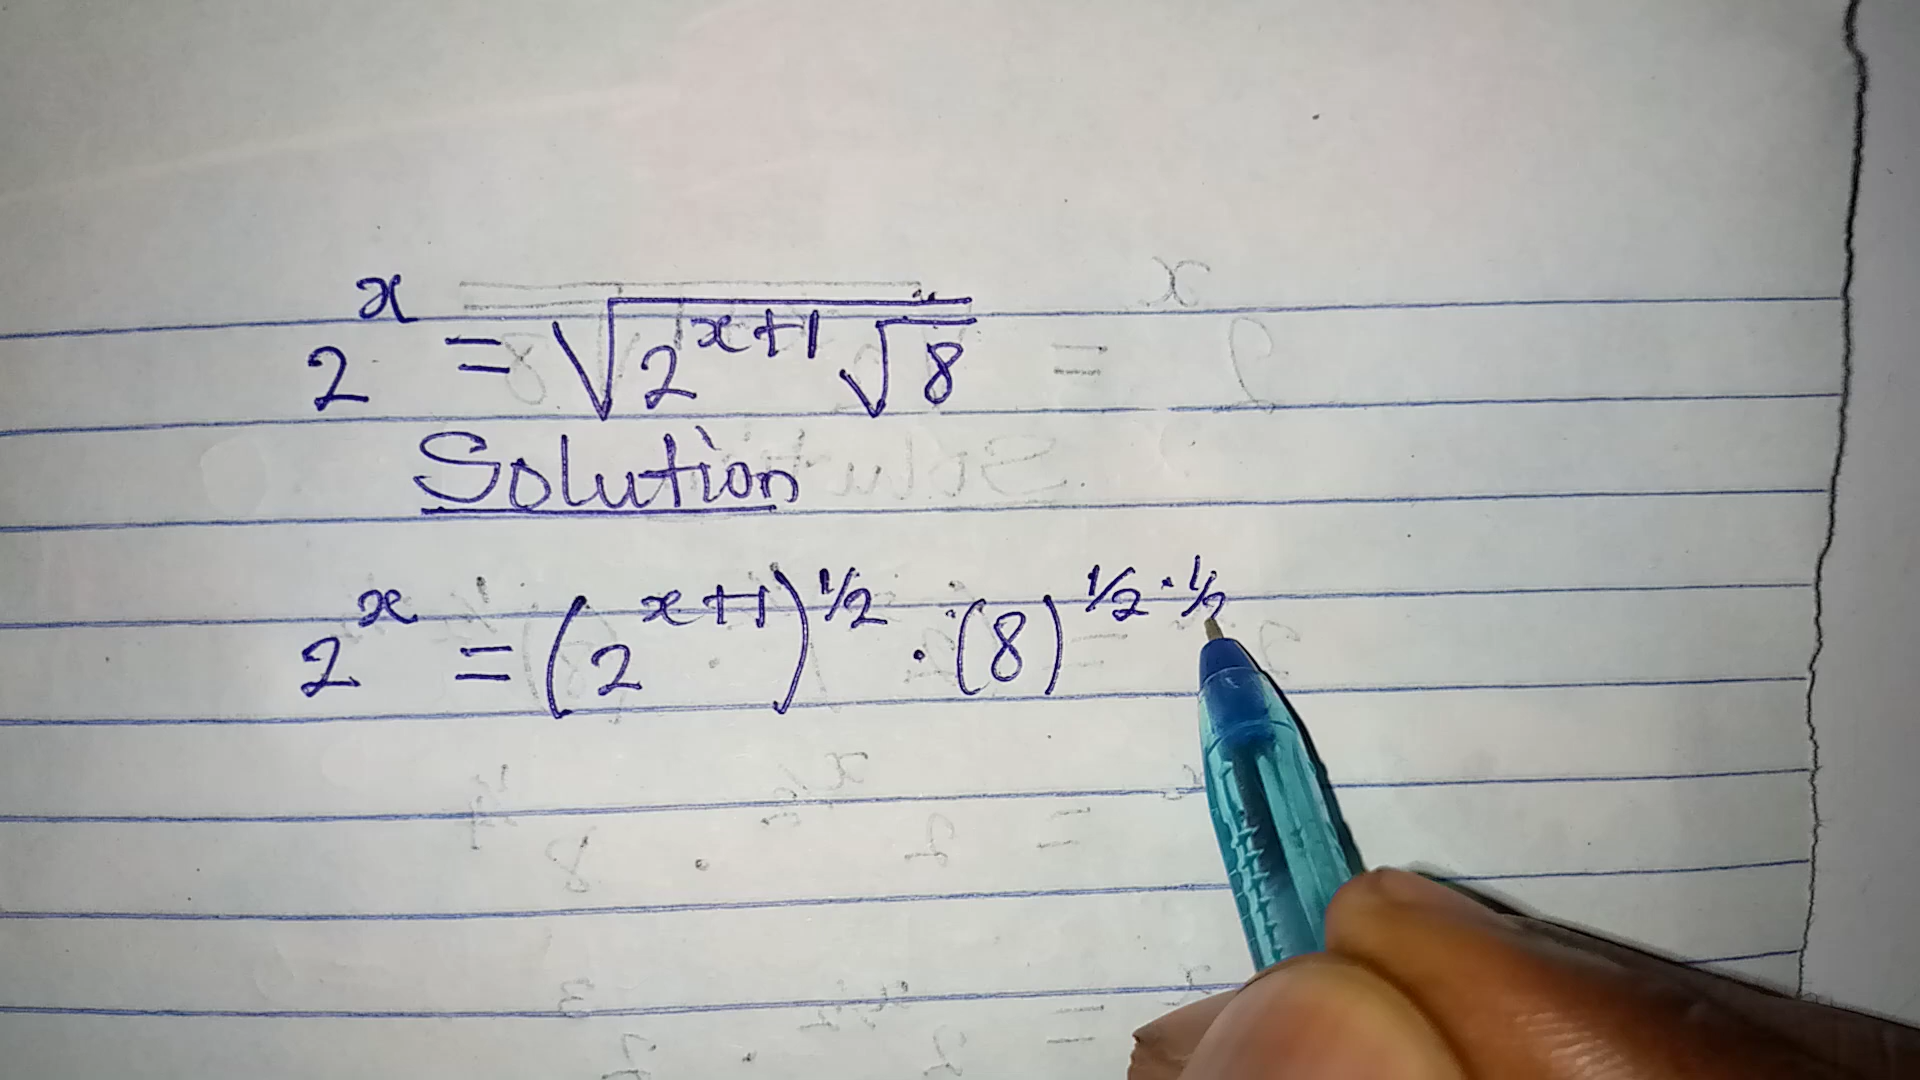 2^x = √(2^(x+1) √8)
Solution
2^x = (2^(x+1))^1/2 · (8)^1/2 · 1/2